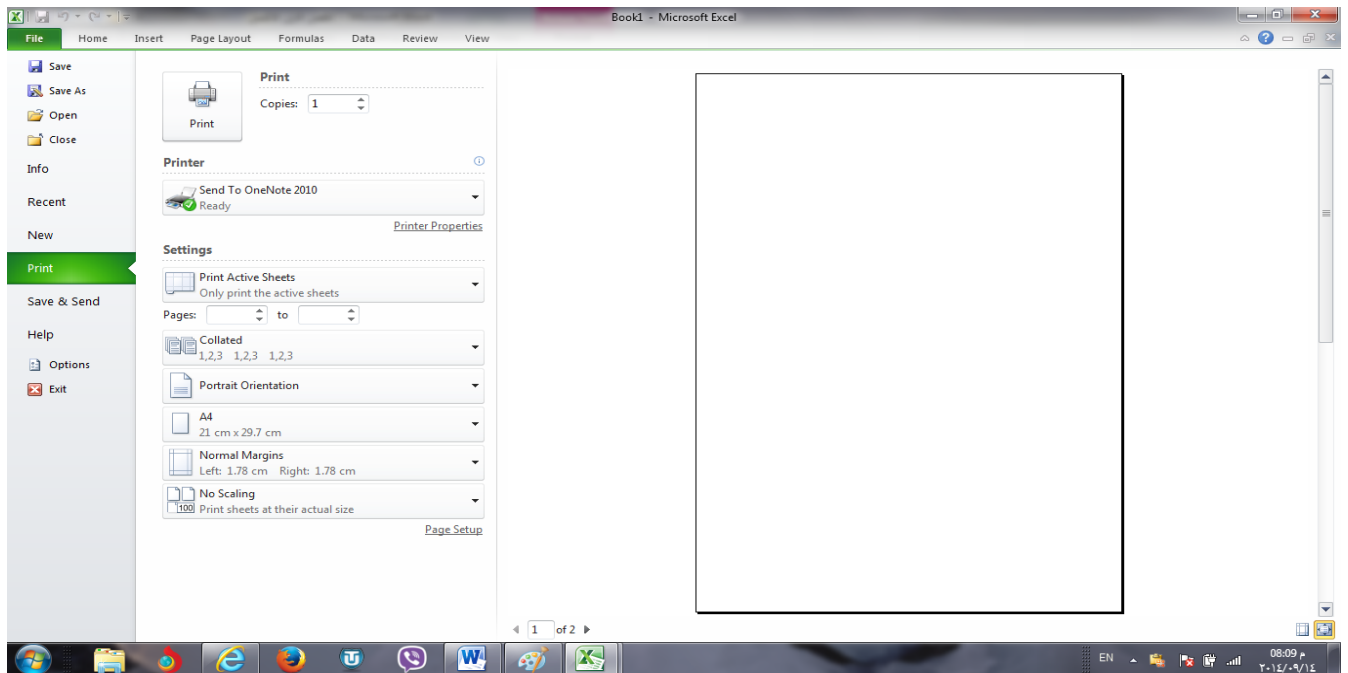 Book1 - Microsoft Excel
File Home Insert Page Layout Formulas Data Review View
Save
Save As
Open
Close
Info
Recent
New
Print
Save & Send
Help
Options
Exit
Print
Print
Copies: 1
Printer
Send To OneNote 2010
Ready
Printer Properties
Settings
Print Active Sheets
Only print the active sheets
Pages: to
Collated
1,2,3 1,2,3 1,2,3
Portrait Orientation
A4
21 cm x 29.7 cm
Normal Margins
Left: 1.78 cm Right: 1.78 cm
No Scaling
100
Print sheets at their actual size
Page Setup
1 of 2
EN
08:09 م
٢٠١٤/٠٩/١٤